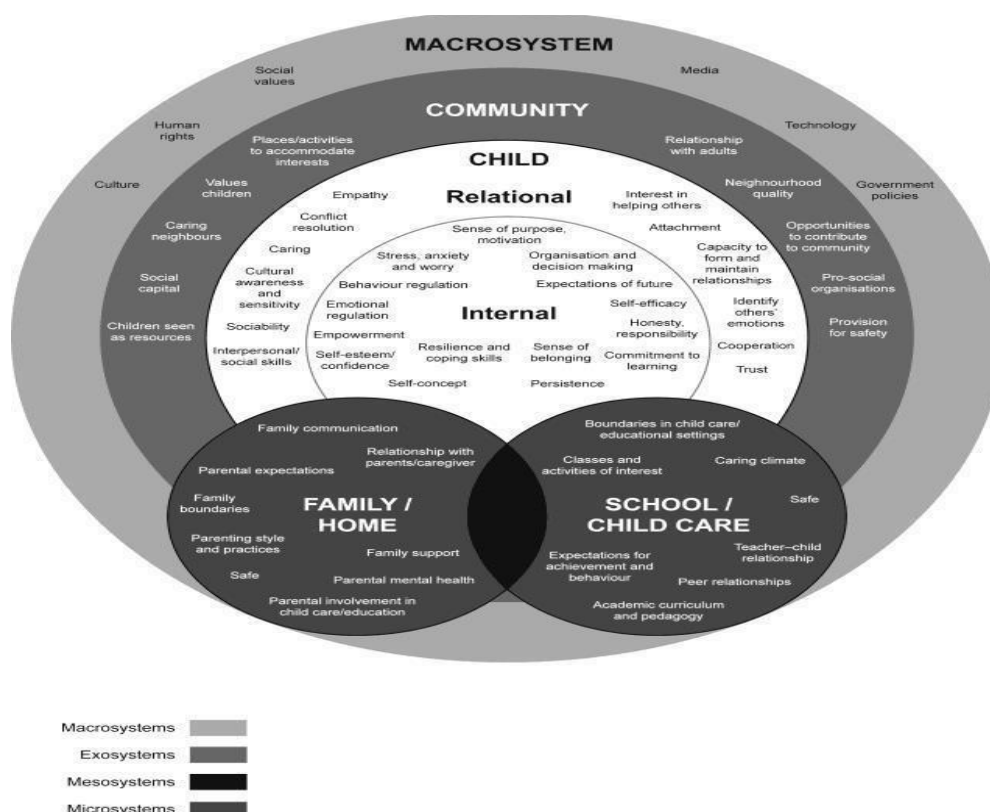 MACROSYSTEM
Social
values
Media
Human
rights
Technology
Culture
Government
policies
COMMUNITY
Places/activities
to accommodate
interests
Relationship
with adults
Values
children
Neighnourhood
quality
Caring
neighbours
Opportunities
to contribute
to community
Social
capital
Pro-social
organisations
Children seen
as resources
Provision
for safety
CHILD
Relational
Empathy
Interest in
helping others
Conflict
resolution
Attachment
Caring
Capacity to
form and
maintain
relationships
Cultural
awareness
and
sensitivity
Identify
others'
emotions
Sociability
Cooperation
Interpersonal/
social skills
Trust
Sense of purpose,
motivation
Stress, anxiety
and worry
Organisation and
decision making
Behaviour regulation
Expectations of future
Emotional
regulation
Internal
Self-efficacy
Empowerment
Honesty,
responsibility
Self-esteem/
confidence
Resilience and
coping skills
Sense of
belonging
Commitment to
learning
Self-concept
Persistence
Family communication
Relationship with
parents/caregiver
Parental expectations
Family
boundaries
FAMILY /
HOME
Parenting style
and practices
Family support
Safe
Parental mental health
Parental involvement in
child care/education
Boundaries in child care/
educational settings
Classes and
activities of interest
Caring climate
Safe
SCHOOL /
CHILD CARE
Expectations for
achievement and
behaviour
Teacher–child
relationship
Peer relationships
Academic curriculum
and pedagogy
Macrosystems
Exosystems
Mesosystems
Microsystems